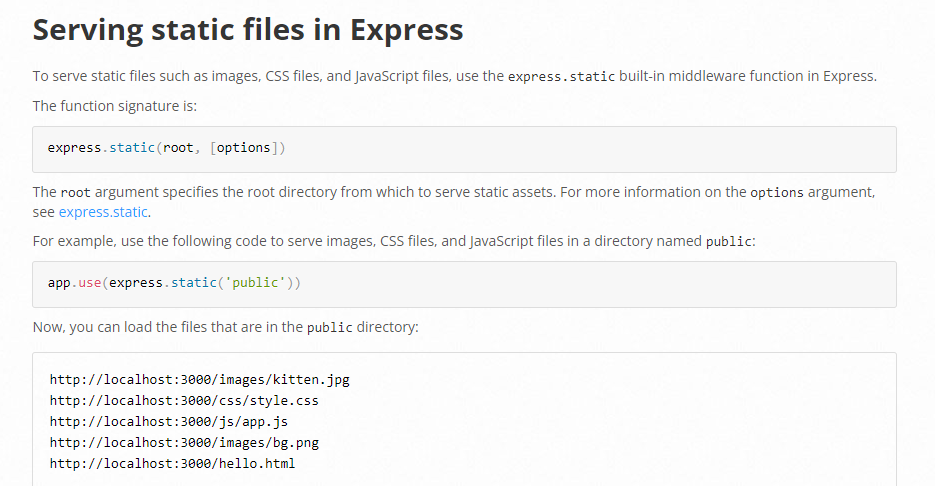 Serving static files in Express
To serve static files such as images, CSS files, and JavaScript files, use the express.static built-in middleware function in Express.
The function signature is:
express.static(root, [options])
The root argument specifies the root directory from which to serve static assets. For more information on the options argument,
see express.static.
For example, use the following code to serve images, CSS files, and JavaScript files in a directory named public:
app.use(express.static('public'))
Now, you can load the files that are in the public directory:
http://localhost:3000/images/kitten.jpg
http://localhost:3000/css/style.css
http://localhost:3000/js/app.js
http://localhost:3000/images/bg.png
http://localhost:3000/hello.html